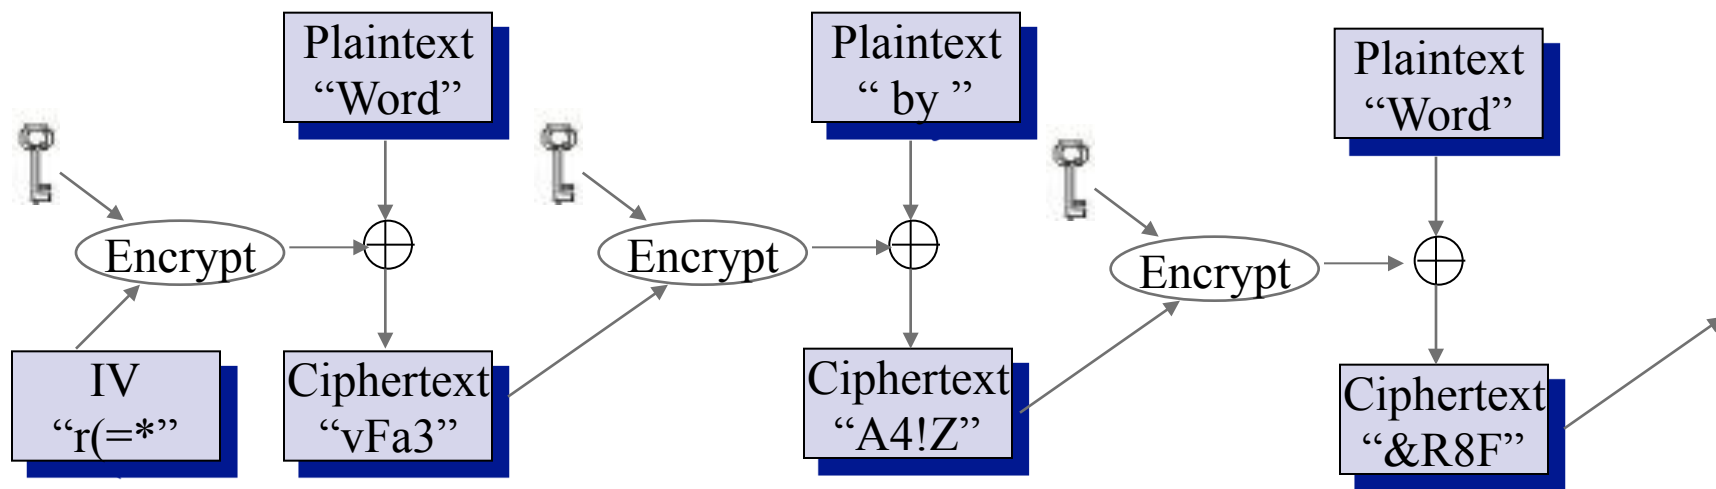 Plaintext
“Word”
Plaintext
“ by ”
Plaintext
“Word”
Encrypt
Encrypt
Encrypt
IV
“r(=*”
Ciphertext
“vFa3”
Ciphertext
“A4!Z”
Ciphertext
“&R8F”